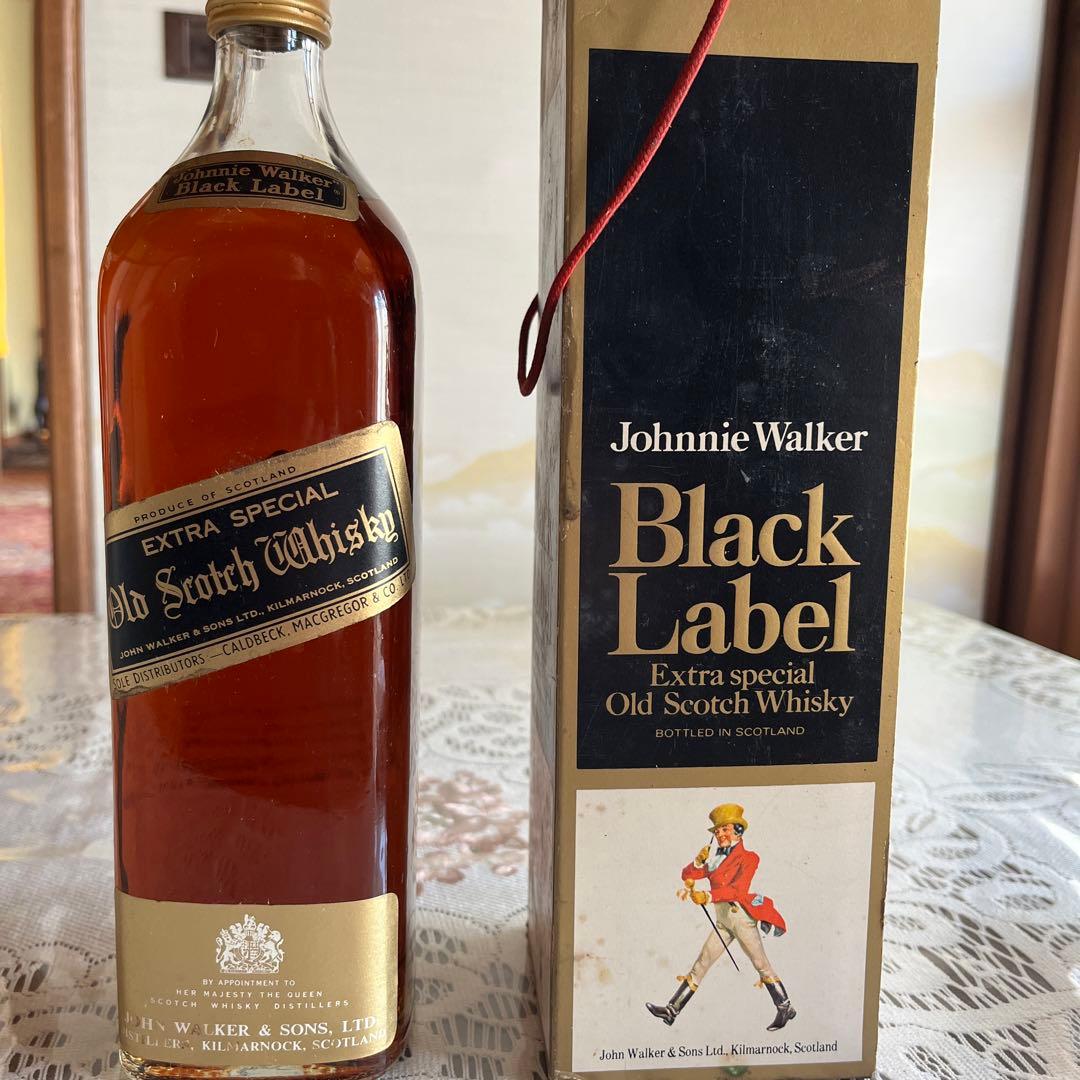 Johnnie Walker
Black Label
PRODUCE OF SCOTLAND
EXTRA SPECIAL
Old Scotch Whisky
JOHN WALKER & SONS LTD., KILMARNOCK, SCOTLAND
SOLE DISTRIBUTORS — CALDBECK, MACGREGOR & CO.
BY APPOINTMENT TO
HER MAJESTY THE QUEEN
SCOTCH WHISKY DISTILLERS
JOHN WALKER & SONS, LTD
KILMARNOCK, SCOTLAND
Johnnie Walker
Black
Label
Extra special
Old Scotch Whisky
BOTTLED IN SCOTLAND
John Walker & Sons Ltd., Kilmarnock, Scotland